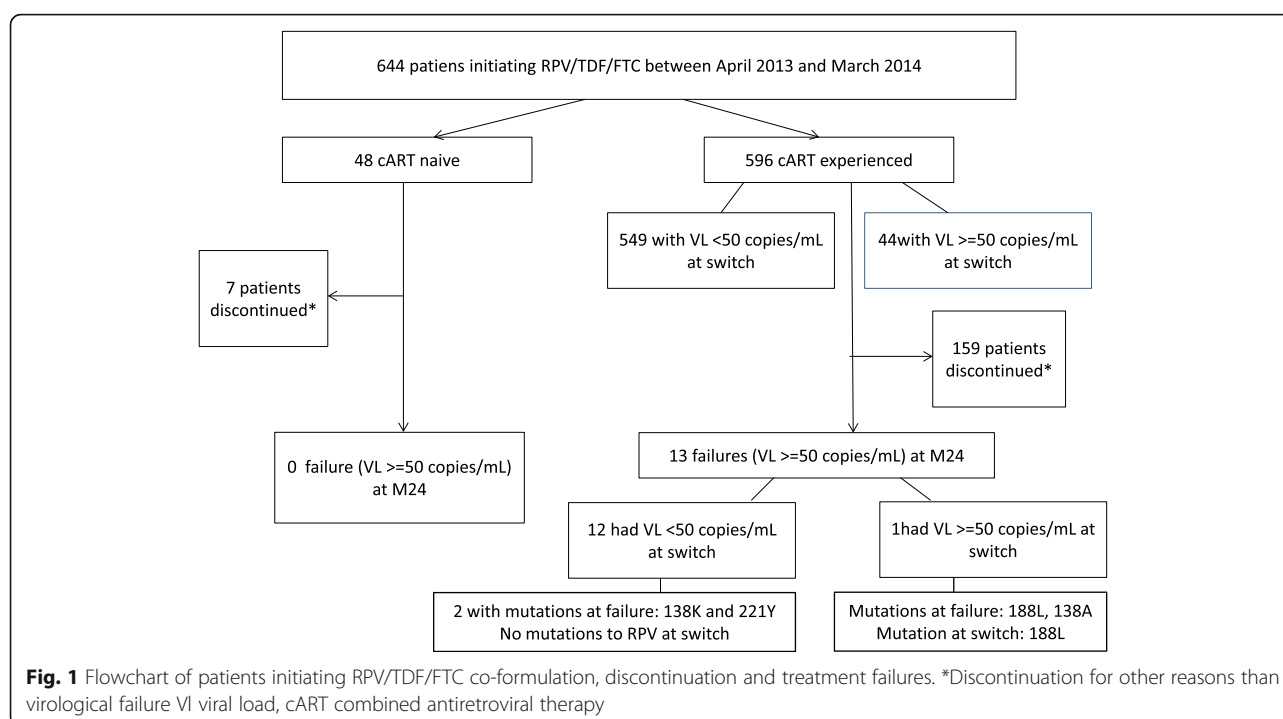 644 patiens initiating RPV/TDF/FTC between April 2013 and March 2014
48 cART naive
596 cART experienced
549 with VL <50 copies/mL
at switch
44with VL >=50 copies/mL
at switch
7 patients
discontinued*
159 patients
discontinued*
0 failure (VL >=50 copies/mL)
at M24
13 failures (VL >=50 copies/mL) at M24
12 had VL <50 copies/mL
at switch
1had VL >=50 copies/mL at
switch
2 with mutations at failure: 138K and 221Y
No mutations to RPV at switch
Mutations at failure: 188L, 138A
Mutation at switch: 188L
Fig. 1 Flowchart of patients initiating RPV/TDF/FTC co-formulation, discontinuation and treatment failures. *Discontinuation for other reasons than
virological failure Vl viral load, cART combined antiretroviral therapy